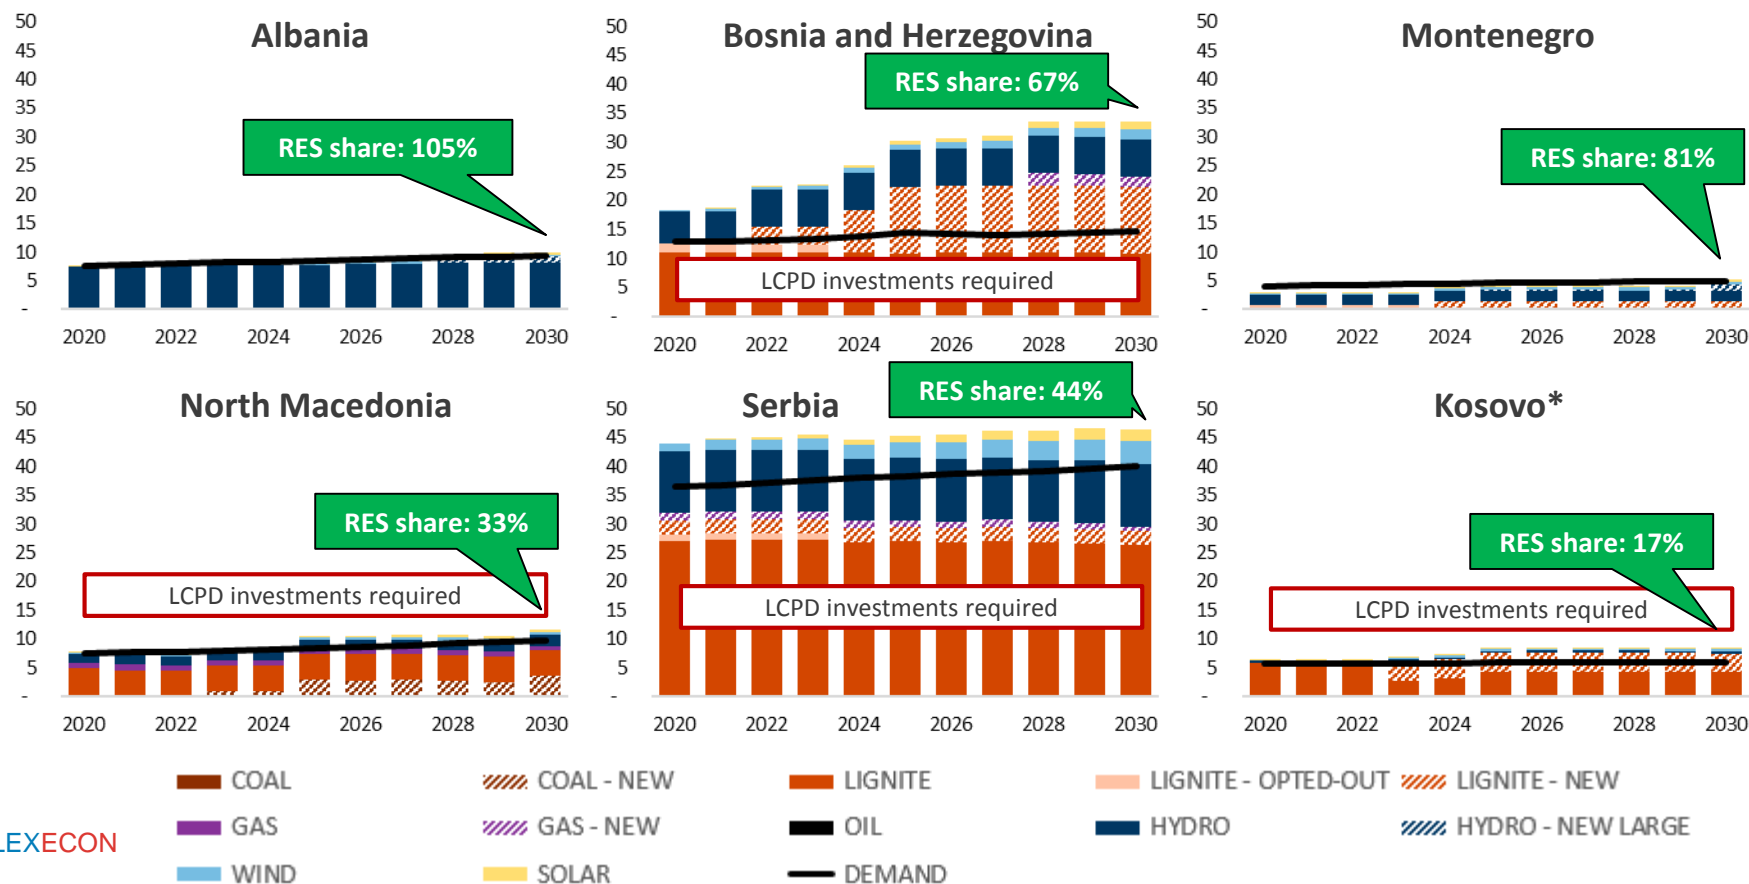 Albania
50
45
40
35
30
25
20
15
10
5
-
RES share: 105%
2020 2022 2024 2026 2028 2030
Bosnia and Herzegovina
50
45
40
35
30
25
20
15
10
5
-
RES share: 67%
LCPD investments required
2020 2022 2024 2026 2028 2030
Montenegro
50
45
40
35
30
25
20
15
10
5
-
RES share: 81%
2020 2022 2024 2026 2028 2030
North Macedonia
50
45
40
35
30
25
20
15
10
5
-
RES share: 33%
LCPD investments required
2020 2022 2024 2026 2028 2030
Serbia
50
45
40
35
30
25
20
15
10
5
-
RES share: 44%
LCPD investments required
2020 2022 2024 2026 2028 2030
Kosovo*
50
45
40
35
30
25
20
15
10
5
-
RES share: 17%
LCPD investments required
2020 2022 2024 2026 2028 2030
COAL COAL - NEW LIGNITE LIGNITE - OPTED-OUT LIGNITE - NEW
GAS GAS - NEW OIL HYDRO HYDRO - NEW LARGE
WIND SOLAR DEMAND
LEXECON